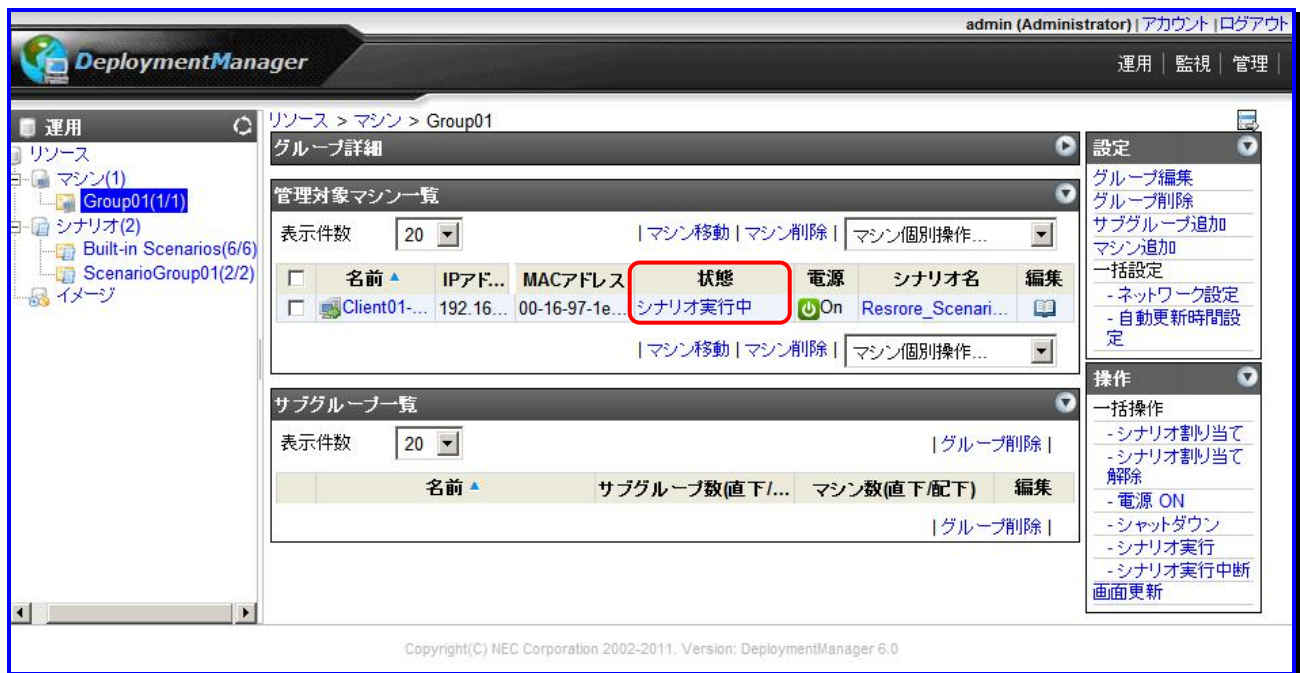 admin (Administrator) | アカウント | ログアウト
DeploymentManager
運用 | 監視 | 管理 |
運用
リソース
マシン(1)
Group01(1/1)
シナリオ(2)
Built-in Scenarios(6/6)
ScenarioGroup01(2/2)
イメージ
リソース > マシン > Group01
グループ詳細
管理対象マシン一覧
表示件数 20 | マシン移動 | マシン削除 | マシン個別操作...
名前 IPアド... MACアドレス 状態 電源 シナリオ名 編集
Client01-... 192.16... 00-16-97-1e... シナリオ実行中 On Resrore_Scenari...
| マシン移動 | マシン削除 | マシン個別操作...
サブグループ一覧
表示件数 20 | グループ削除 |
名前 サブグループ数(直下/... マシン数(直下/配下) 編集
| グループ削除 |
設定
グループ編集
グループ削除
サブグループ追加
マシン追加
一括設定
- ネットワーク設定
- 自動更新時間設
定
操作
一括操作
- シナリオ割り当て
- シナリオ割り当て
解除
- 電源 ON
- シャットダウン
- シナリオ実行
- シナリオ実行中断
画面更新
Copyright(C) NEC Corporation 2002-2011. Version: DeploymentManager 6.0